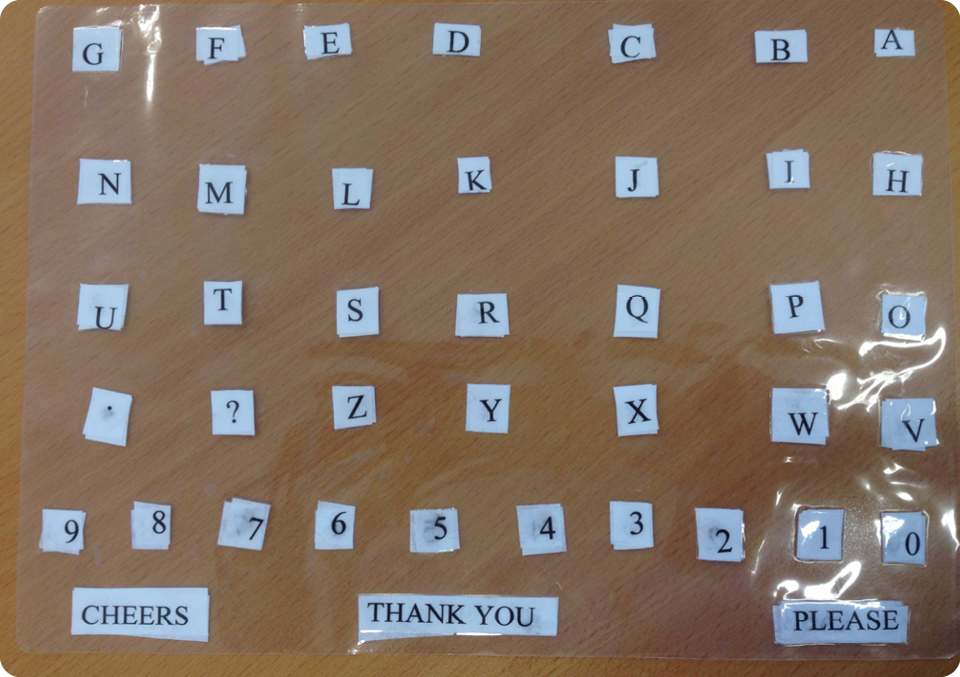 G F E D C B A
N M L K J I H
U T S R Q P O
. ? Z Y X W V
9 8 7 6 5 4 3 2 1 0
CHEERS THANK YOU PLEASE